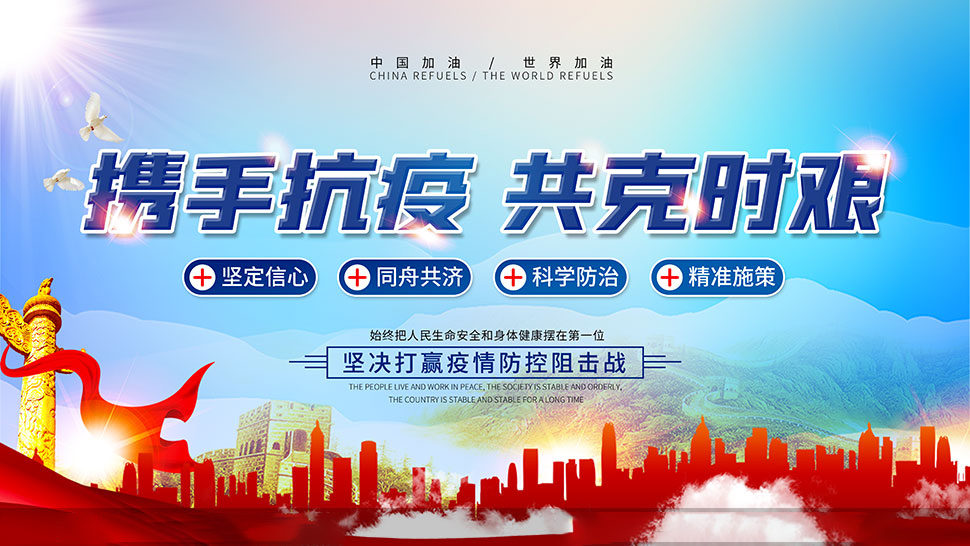 中国加油 / 世界加油
CHINA REFUELS / THE WORLD REFUELS
携手抗疫 共克时艰
坚定信心 同舟共济 科学防治 精准施策
始终把人民生命安全和身体健康摆在第一位
坚决打赢疫情防控阻击战
THE PEOPLE LIVE AND WORK IN PEACE, THE SOCIETY IS STABLE AND ORDERLY,
THE COUNTRY IS STABLE AND STABLE FOR A LONG TIME